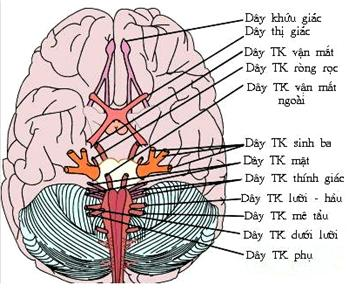 Dây khứu giác
Dây thị giác
Dây TK vận mắt
Dây TK ròng rọc
Dây TK vận mắt
ngoài
Dây TK sinh ba
Dây TK mặt
Dây TK thính giác
Dây TK lưỡi - hầu
Dây TK mê tẩu
Dây TK dưới lưỡi
Dây TK phụ